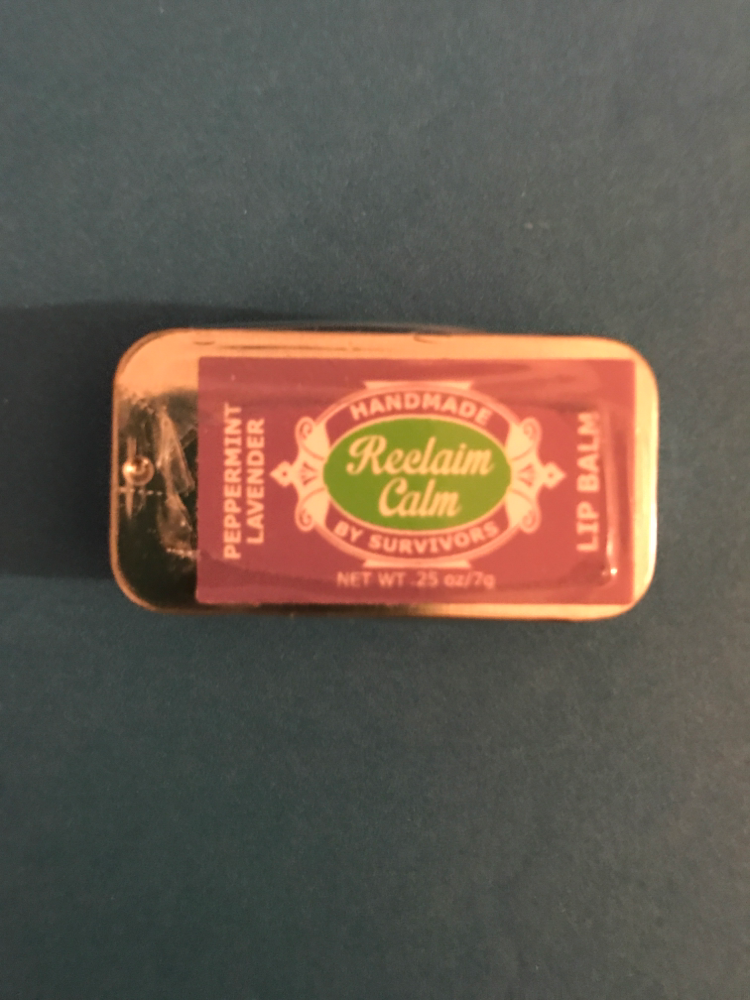 PEPPERMINT
LAVENDER
HANDMADE
Reclaim
Calm
BY SURVIVORS
NET WT .25 oz/7g
LIP BALM